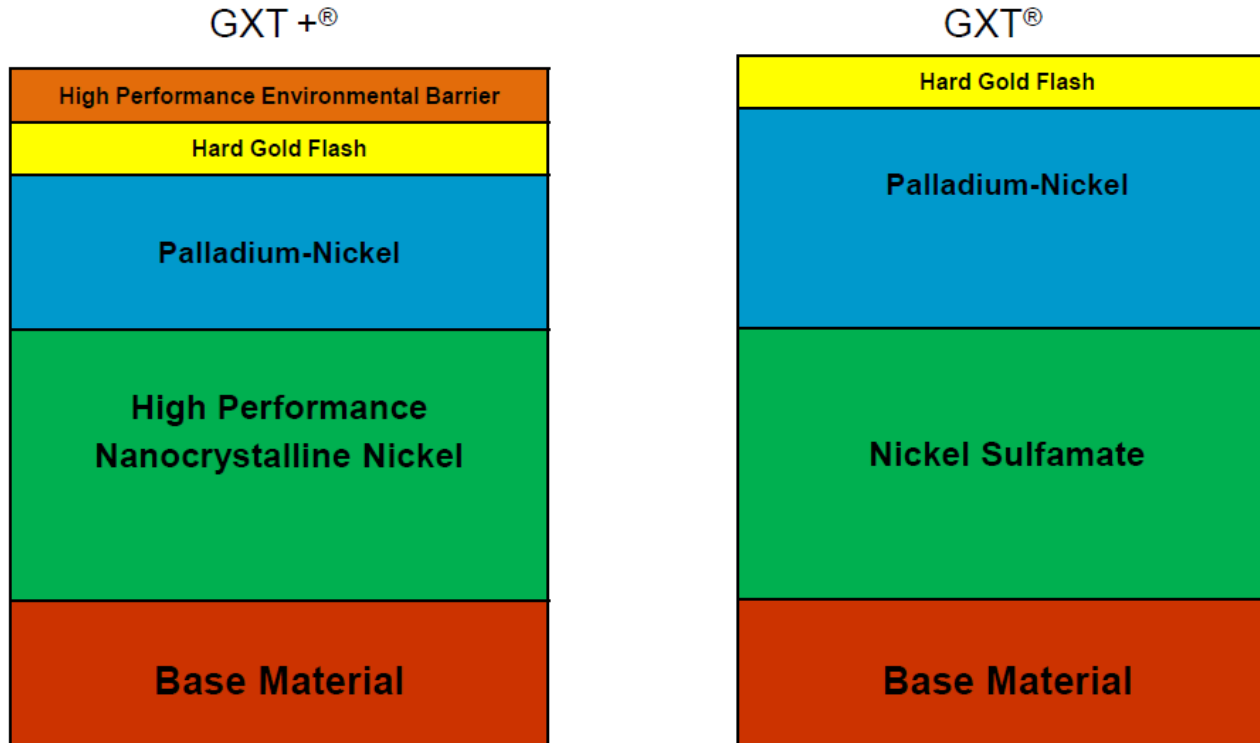 GXT +®
High Performance Environmental Barrier
Hard Gold Flash
Palladium-Nickel
High Performance
Nanocrystalline Nickel
Base Material
GXT®
Hard Gold Flash
Palladium-Nickel
Nickel Sulfamate
Base Material